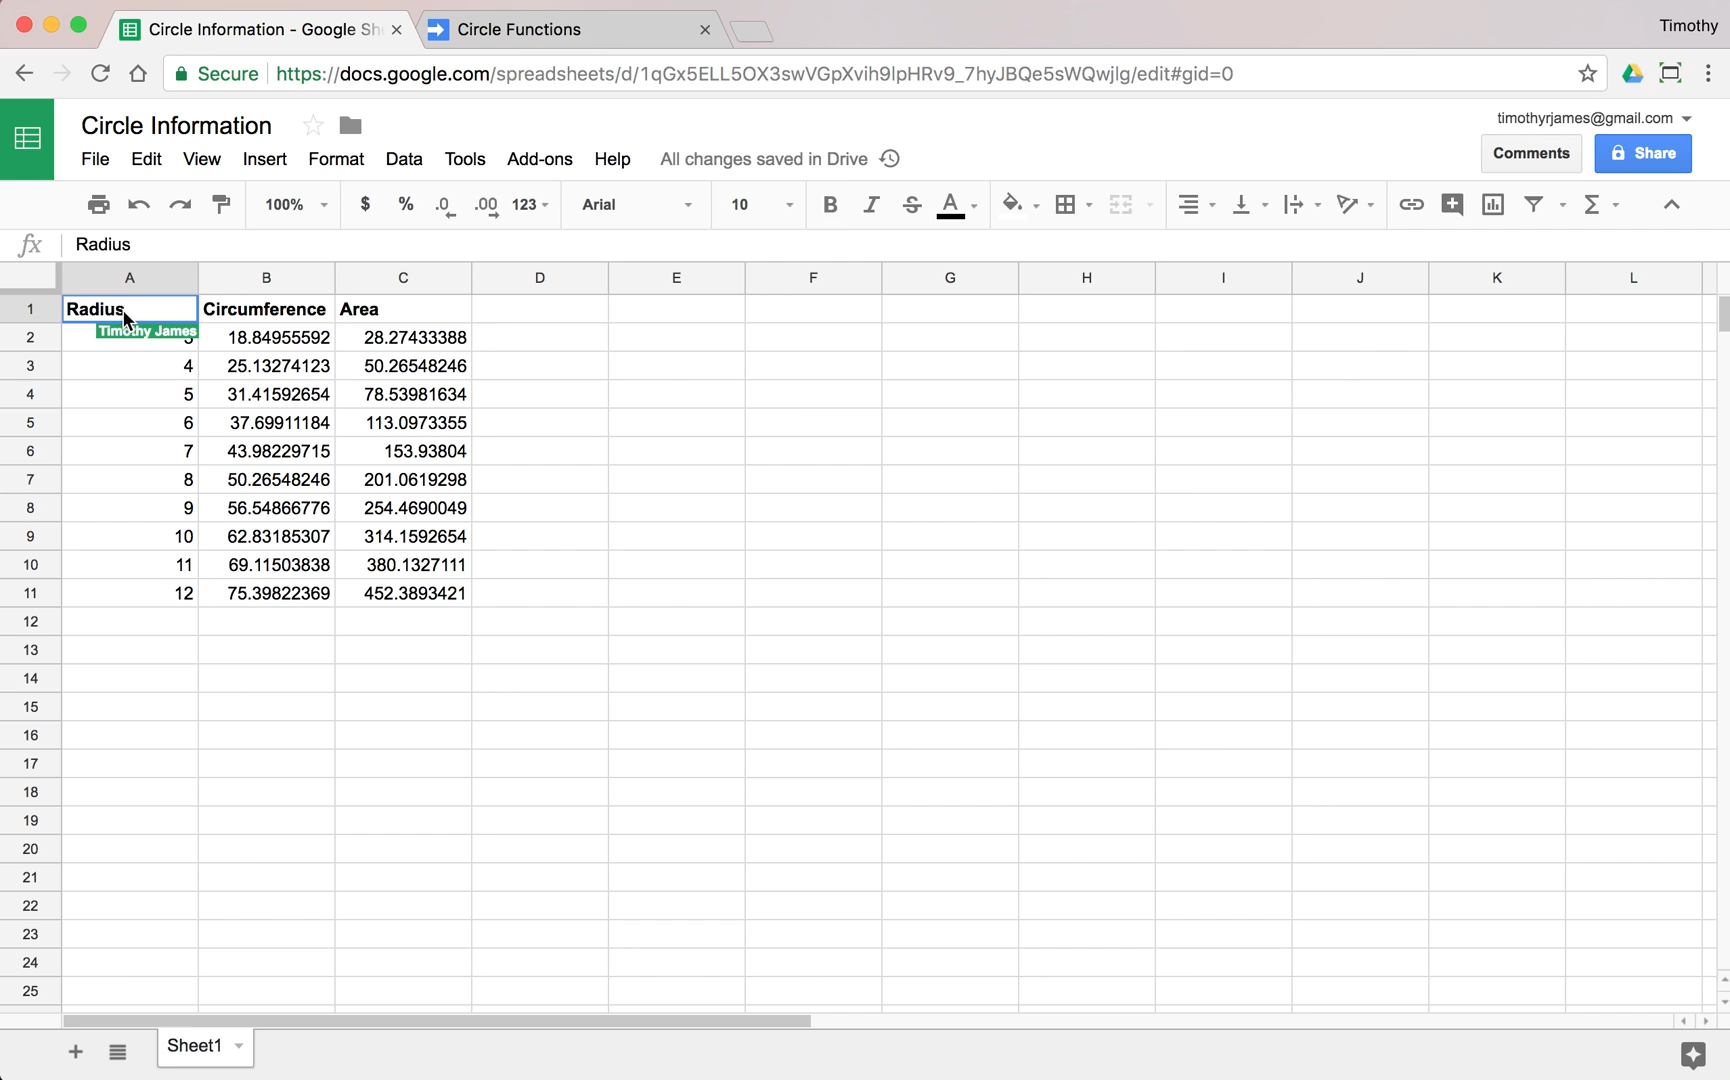 Circle Information - Google Sh
Circle Functions
Timothy
Secure
https://docs.google.com/spreadsheets/d/1qGx5ELL5OX3swVGpXvih9lpHRv9_7hyJBQe5sWQwjlg/edit#gid=0
Circle Information
timothyrjames@gmail.com
File Edit View Insert Format Data Tools Add-ons Help All changes saved in Drive
Comments
Share
100% $ % .0 .00 123 Arial 10 B I S A Σ
fx Radius
A B C D E F G H I J K L
1 Radius Circumference Area
Timothy James
2 3 18.84955592 28.27433388
3 4 25.13274123 50.26548246
4 5 31.41592654 78.53981634
5 6 37.69911184 113.0973355
6 7 43.98229715 153.93804
7 8 50.26548246 201.0619298
8 9 56.54866776 254.4690049
9 10 62.83185307 314.1592654
10 11 69.11503838 380.1327111
11 12 75.39822369 452.3893421
12
13
14
15
16
17
18
19
20
21
22
23
24
25
Sheet1